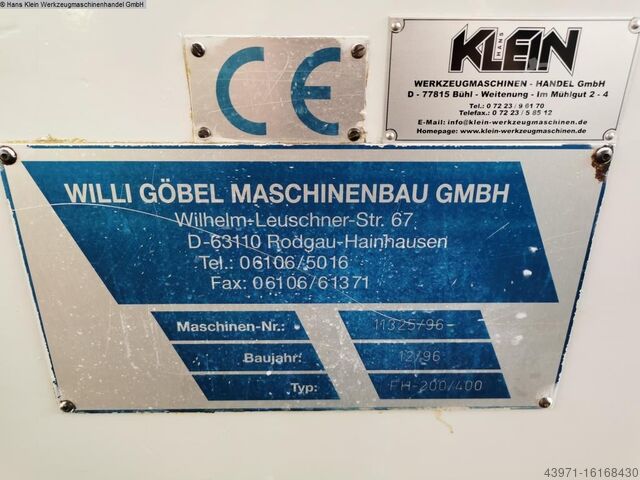 © Hans Klein Werkzeugmaschinenhandel GmbH
CE
HANS
KLEIN
WERKZEUGMASCHINEN - HANDEL GmbH
D - 77815 Bühl - Weitenung - Im Mühlgut 2 - 4
Tel.: 0 72 23 / 9 61 70
Telefax.: 0 72 23 / 5 85 12
E-Mail: info@klein-werkzeugmaschinen.de
Homepage: www.klein-werkzeugmaschinen.de
WILLI GÖBEL MASCHINENBAU GMBH
Wilhelm-Leuschner-Str. 67
D-63110 Rodgau-Hainhausen
Tel.: 06106/5016
Fax: 06106/61371
Maschinen-Nr.: 11325/96-
Baujahr: 12/96
Typ: FH-200/400
43971-16168430